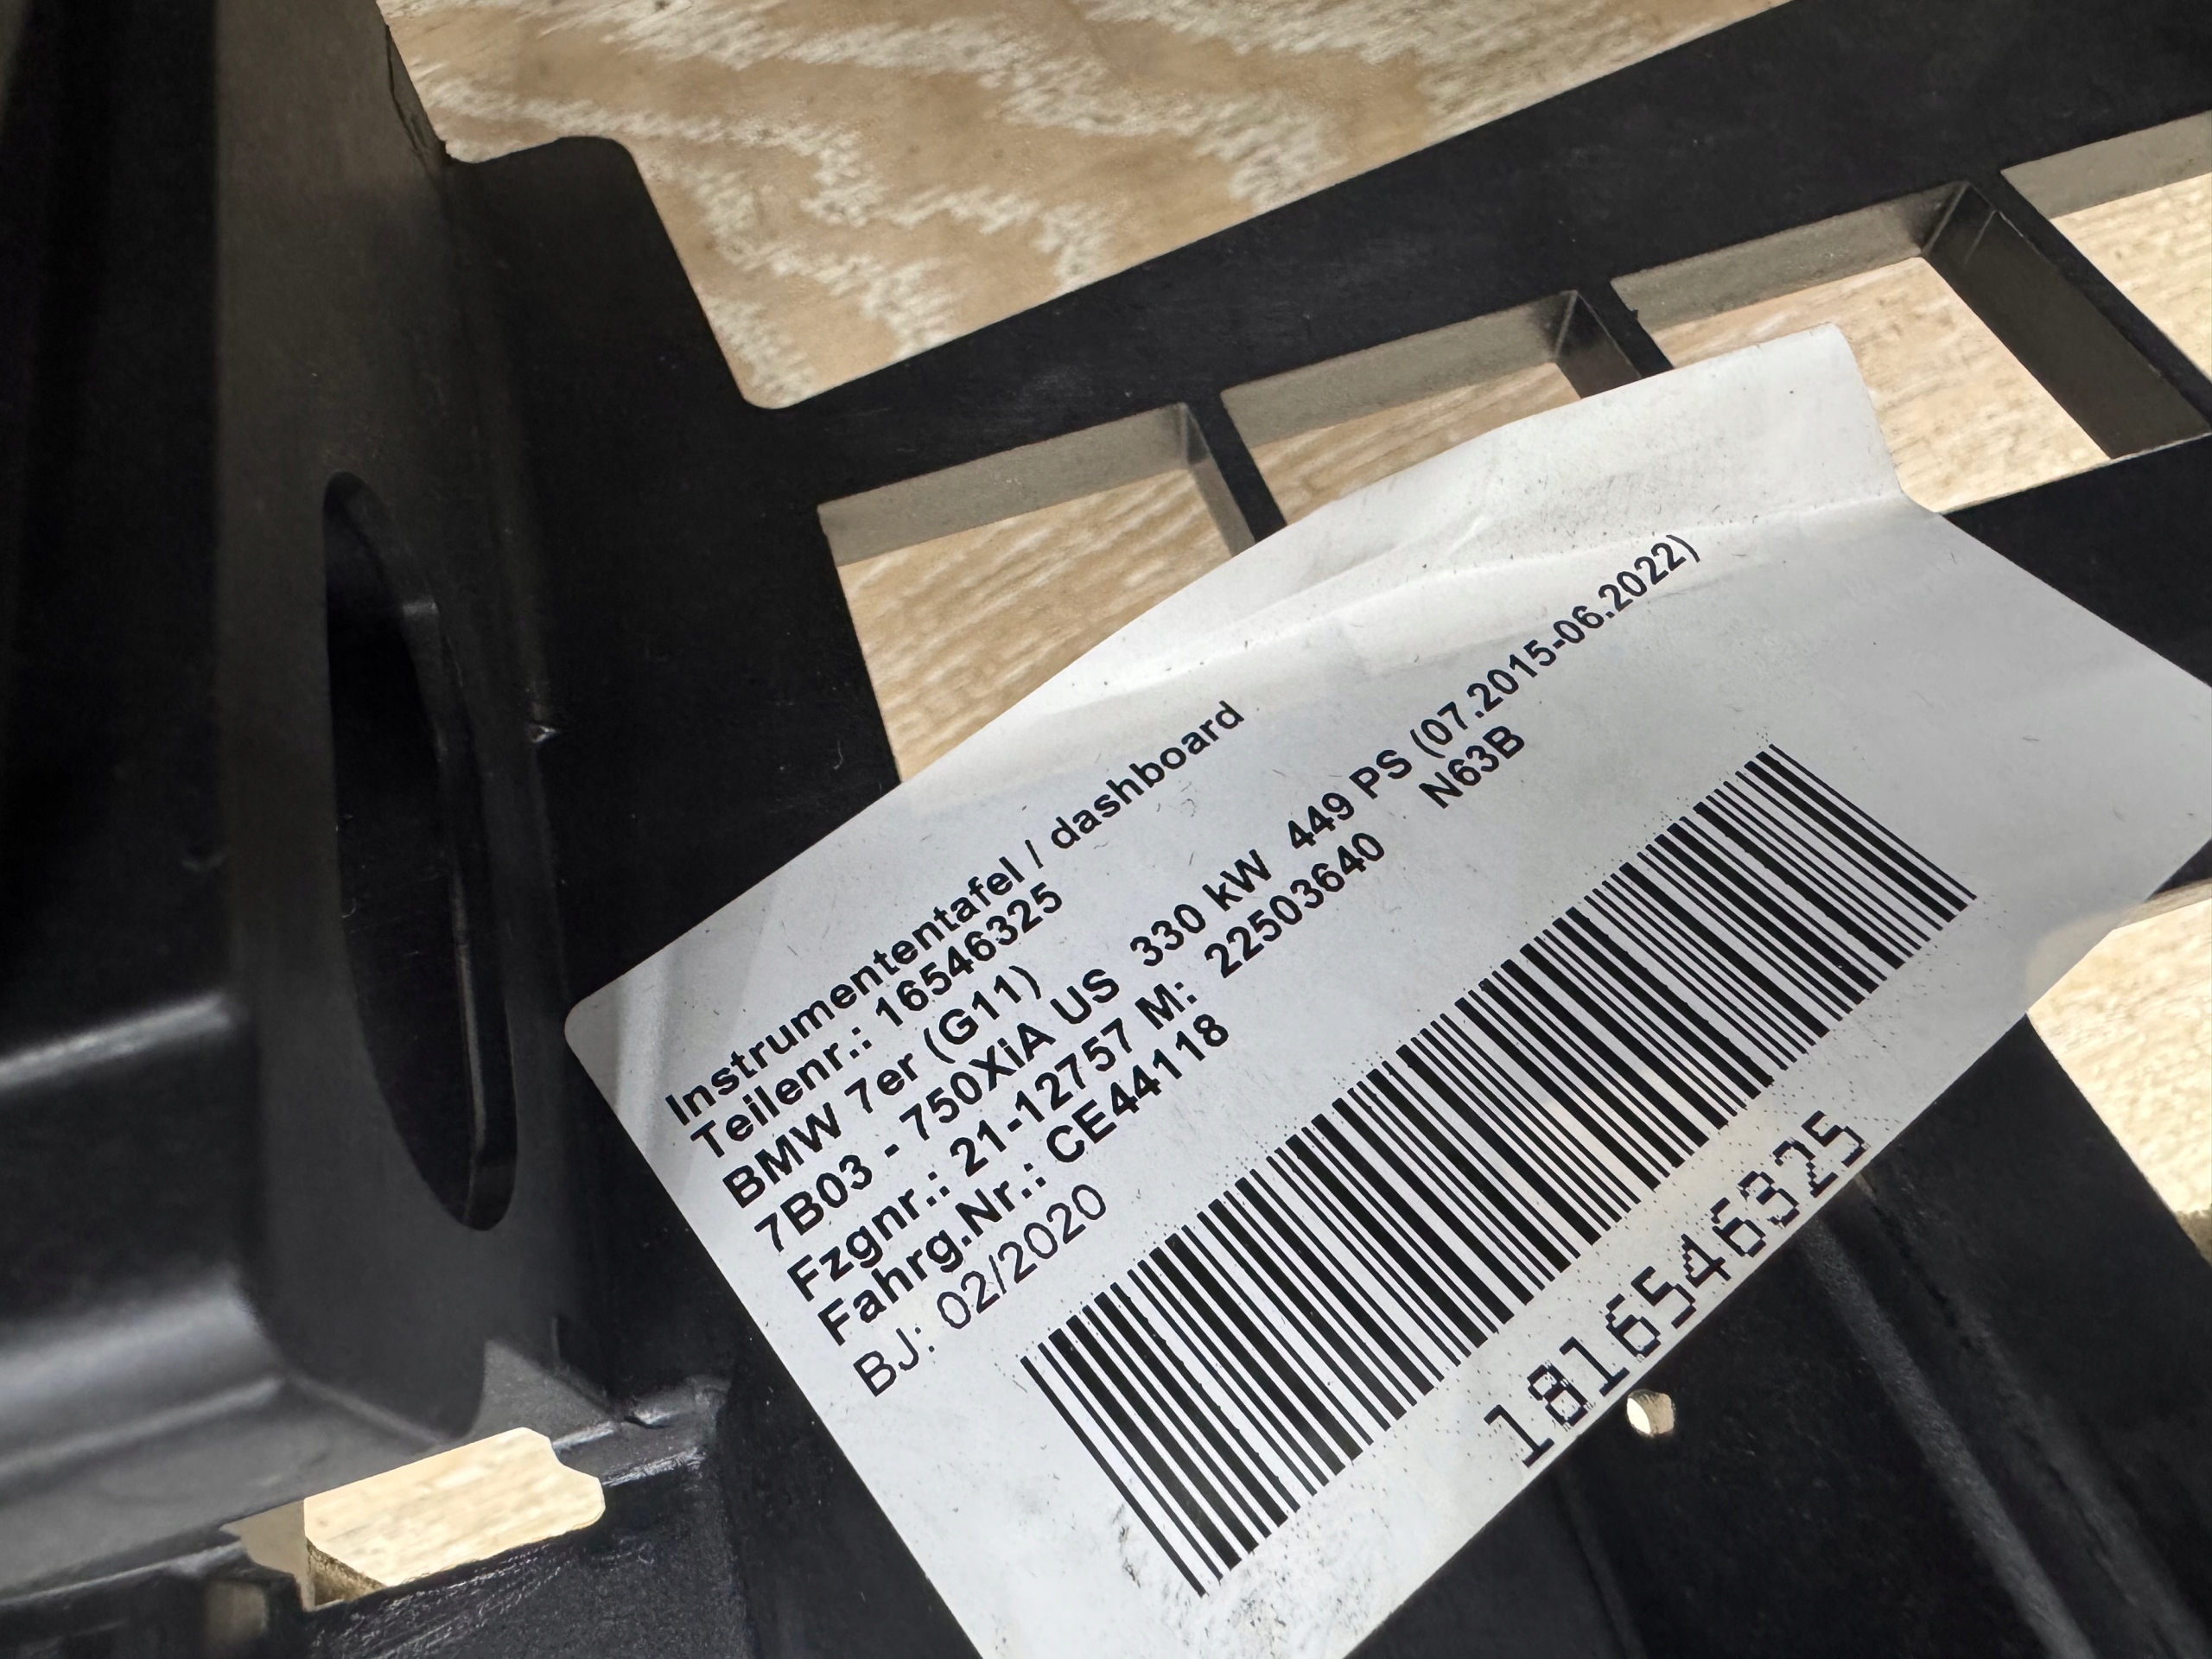 Instrumententafel / dashboard
Teilenr.: 16546325
BMW 7er (G11)
7B03 - 750XiA US 330 kW 449 PS (07.2015-06.2022)
Fzgnr.: 21-12757 M: 22503640 N63B
Fahrg.Nr.: CE44118
BJ: 02/2020
1816546325